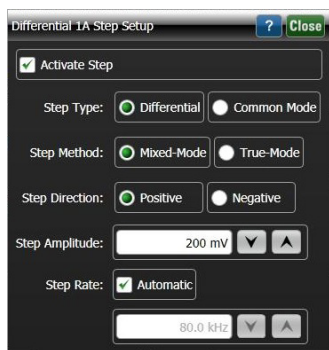 Differential 1A Step Setup ? Close
Activate Step
Step Type: Differential Common Mode
Step Method: Mixed-Mode True-Mode
Step Direction: Positive Negative
Step Amplitude: 200 mV
Step Rate: Automatic
80.0 kHz